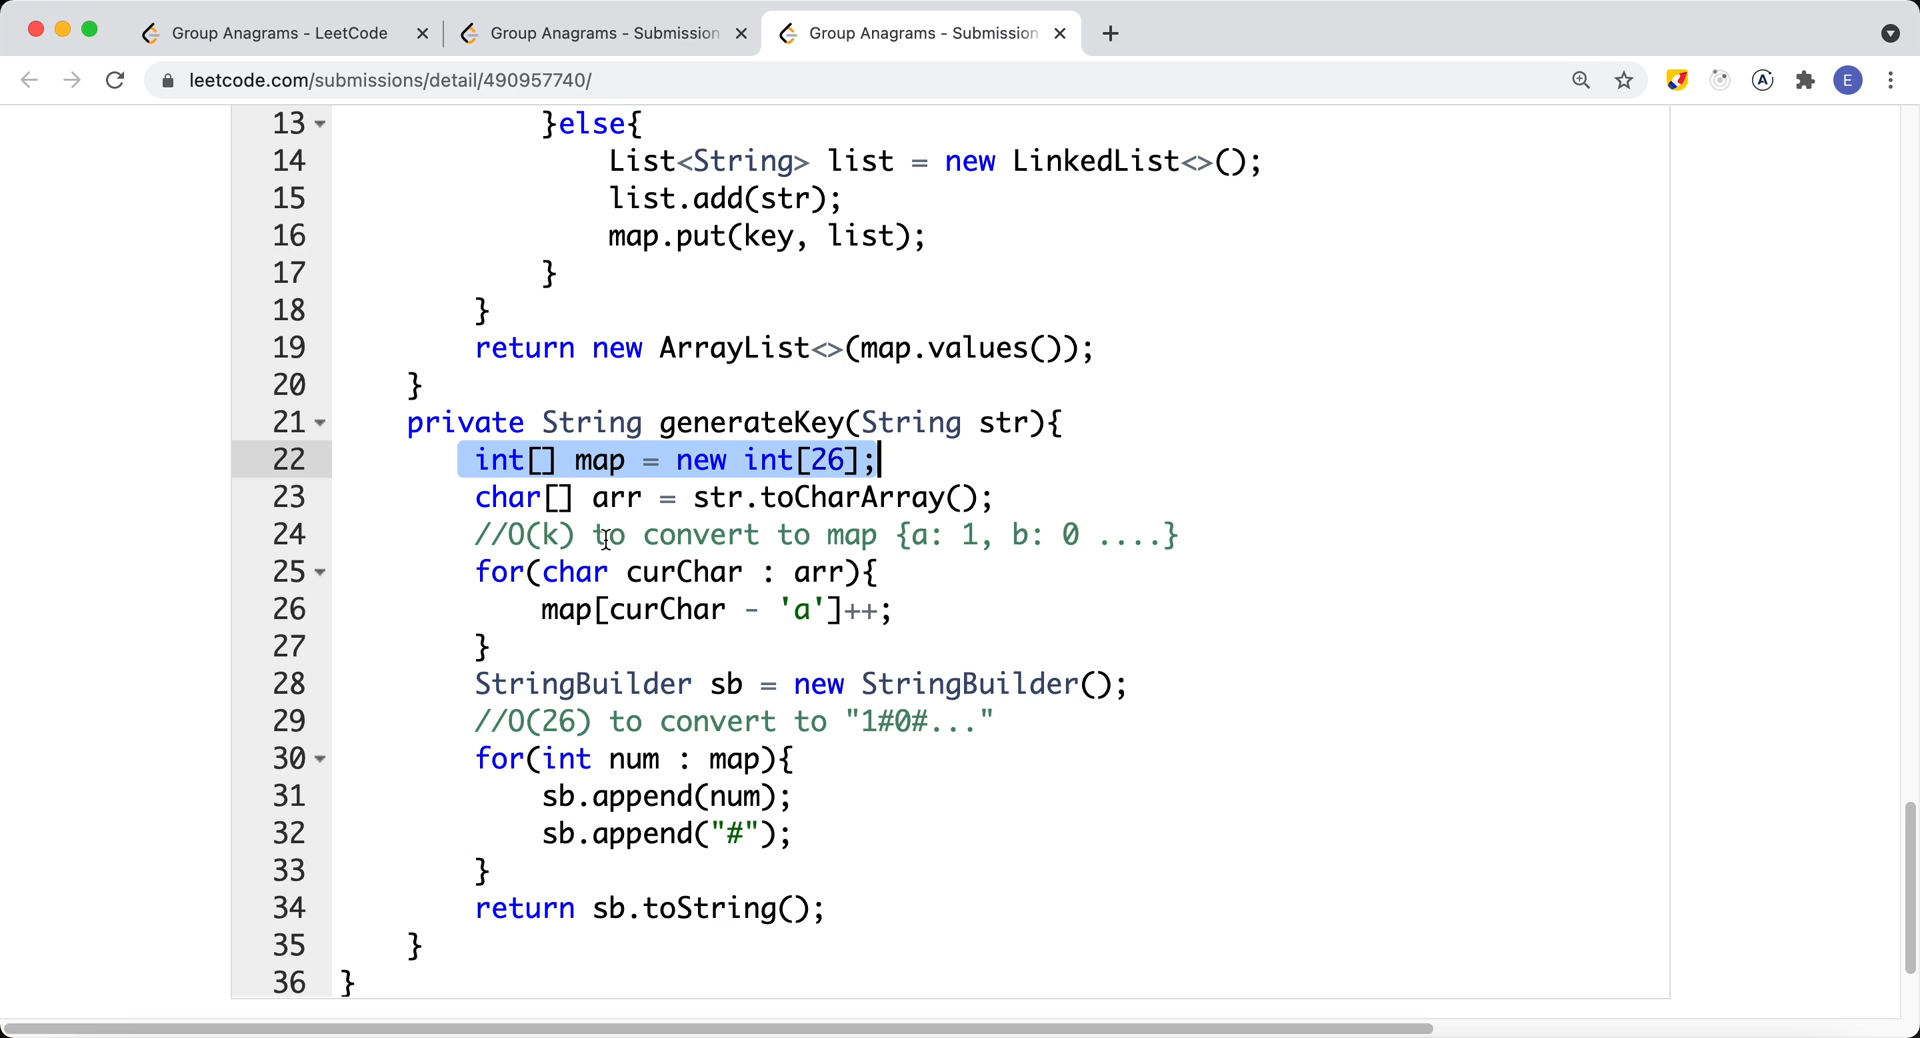 Group Anagrams - LeetCode
Group Anagrams - Submission
Group Anagrams - Submission
leetcode.com/submissions/detail/490957740/
A
E
13 }else{
14 List<String> list = new LinkedList<>();
15 list.add(str);
16 map.put(key, list);
17 }
18 }
19 return new ArrayList<>(map.values());
20 }
21 private String generateKey(String str){
22 int[] map = new int[26];
23 char[] arr = str.toCharArray();
24 //O(k) to convert to map {a: 1, b: 0 ....}
25 for(char curChar : arr){
26 map[curChar - 'a']++;
27 }
28 StringBuilder sb = new StringBuilder();
29 //O(26) to convert to "1#0#..."
30 for(int num : map){
31 sb.append(num);
32 sb.append("#");
33 }
34 return sb.toString();
35 }
36 }